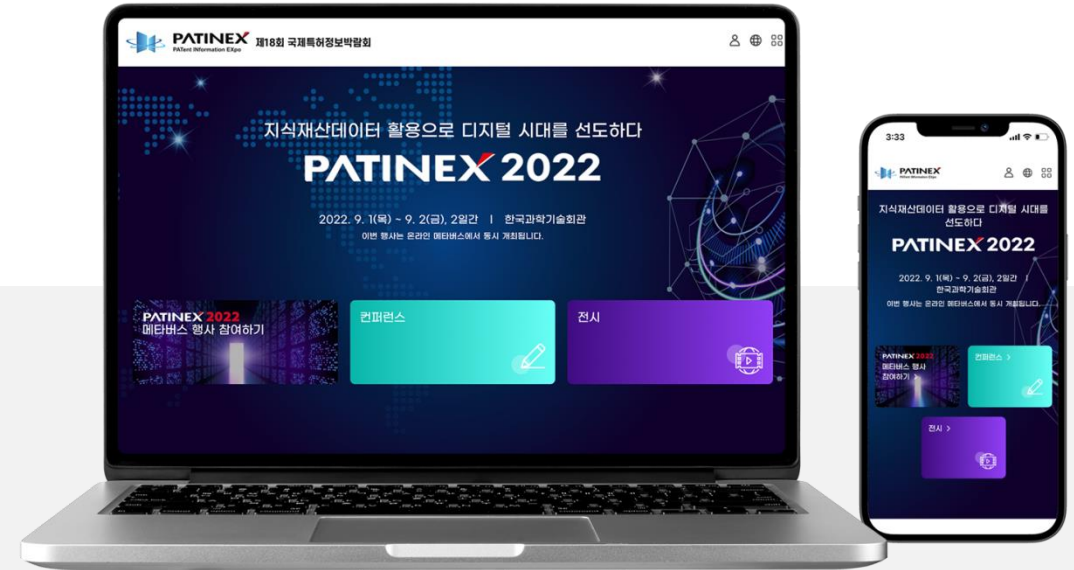 PATINEX
PATent INformation EXpo
제18회 국제특허정보박람회
지식재산데이터 활용으로 디지털 시대를 선도하다
PATINEX 2022
2022. 9. 1(목) ~ 9. 2(금), 2일간 | 한국과학기술회관
이번 행사는 온라인 메타버스에서 동시 개최됩니다.
PATINEX 2022
메타버스 행사 참여하기
컨퍼런스
전시
3:33
PATINEX
PATent INformation EXpo
지식재산데이터 활용으로 디지털 시대를
선도하다
PATINEX 2022
2022. 9. 1(목) ~ 9. 2(금), 2일간 |
한국과학기술회관
이번 행사는 온라인 메타버스에서 동시 개최됩니다.
PATINEX 2022
메타버스 행사
참여하기 >
컨퍼런스 >
전시 >